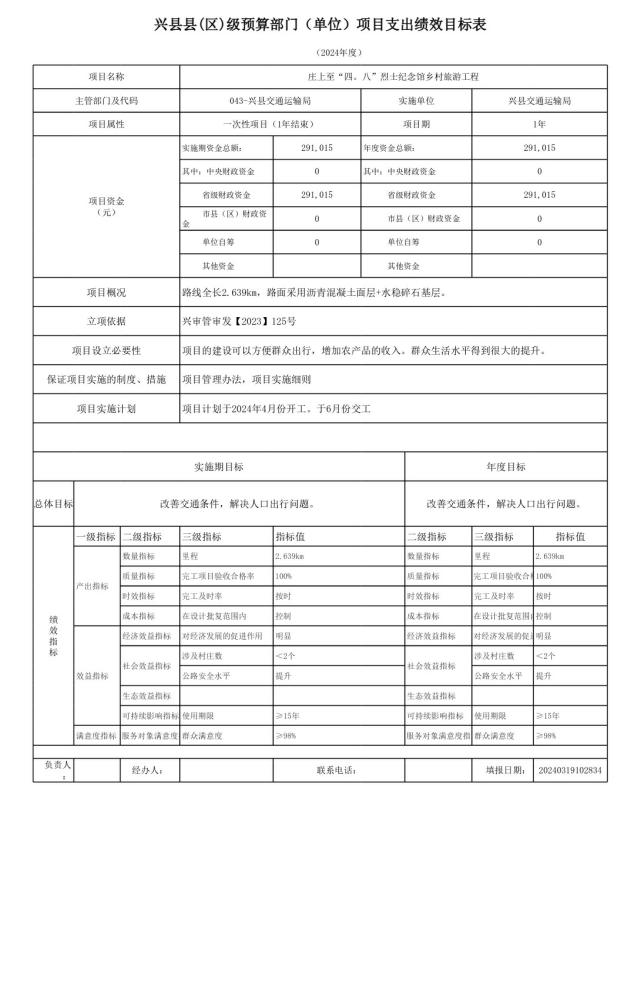 兴县县(区)级预算部门（单位）项目支出绩效目标表
（2024年度）
项目名称 庄上至“四、八”烈士纪念馆乡村旅游工程
主管部门及代码 043-兴县交通运输局 实施单位 兴县交通运输局
项目属性 一次性项目（1年结束） 项目期 1年
项目资金
（元）
实施期资金总额： 291,015 年度资金总额： 291,015
其中：中央财政资金 0 其中：中央财政资金 0
省级财政资金 291,015 省级财政资金 291,015
市县（区）财政资金 0 市县（区）财政资金 0
单位自筹 0 单位自筹 0
其他资金 其他资金
项目概况 路线全长2.639km，路面采用沥青混凝土面层+水稳碎石基层。
立项依据 兴审管审发【2023】125号
项目设立必要性 项目的建设可以方便群众出行，增加农产品的收入。群众生活水平得到很大的提升。
保证项目实施的制度、措施 项目管理办法，项目实施细则
项目实施计划 项目计划于2024年4月份开工。于6月份交工
实施期目标 年度目标
总体目标 改善交通条件，解决人口出行问题。 改善交通条件，解决人口出行问题。
绩效指标
一级指标 二级指标 三级指标 指标值 二级指标 三级指标 指标值
产出指标
数量指标 里程 2.639km 数量指标 里程 2.639km
质量指标 完工项目验收合格率 100% 质量指标 完工项目验收合 100%
时效指标 完工及时率 按时 时效指标 完工及时率 按时
成本指标 在设计批复范围内 控制 成本指标 在设计批复范围 控制
效益指标
经济效益指标 对经济发展的促进作用 明显 经济效益指标 对经济发展的促 明显
社会效益指标 涉及村庄数 ＜2个 社会效益指标 涉及村庄数 ＜2个
公路安全水平 提升 公路安全水平 提升
生态效益指标 生态效益指标
可持续影响指标 使用期限 ≥15年 可持续影响指标 使用期限 ≥15年
满意度指标 服务对象满意度 群众满意度 ≥98% 服务对象满意度指 群众满意度 ≥98%
负责人： 经办人： 联系电话： 填报日期： 20240319102834